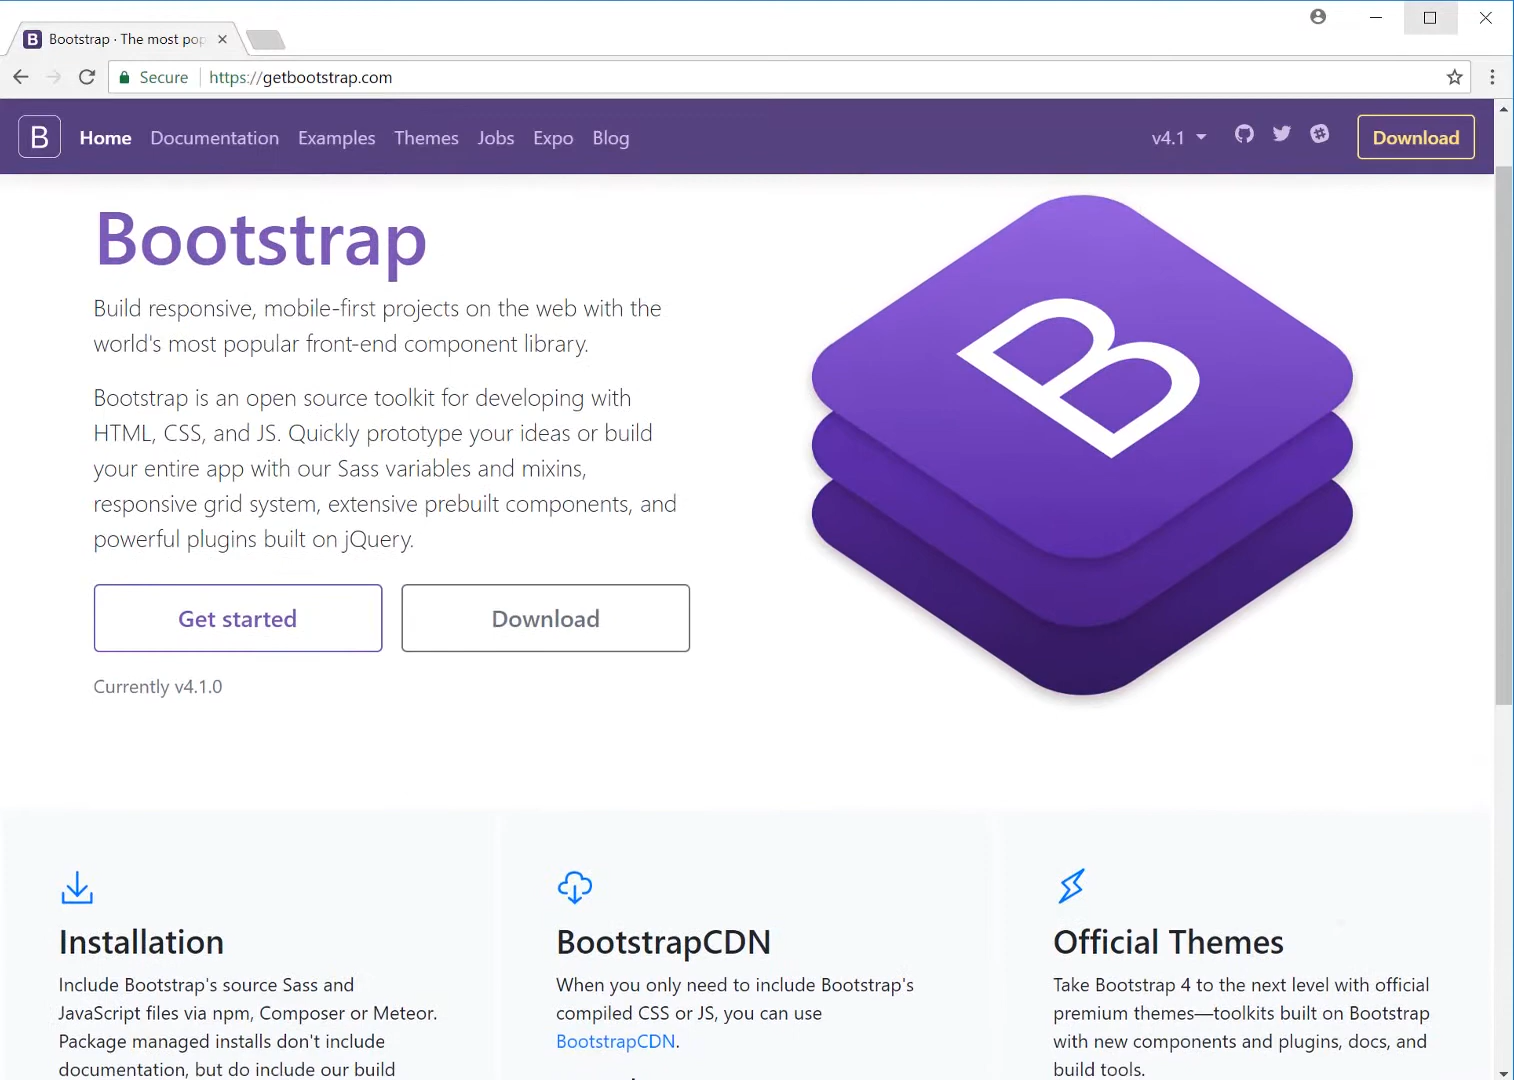 Bootstrap · The most pop
Secure https://getbootstrap.com
B Home Documentation Examples Themes Jobs Expo Blog v4.1 Download
Bootstrap
Build responsive, mobile-first projects on the web with the
world's most popular front-end component library.
Bootstrap is an open source toolkit for developing with
HTML, CSS, and JS. Quickly prototype your ideas or build
your entire app with our Sass variables and mixins,
responsive grid system, extensive prebuilt components, and
powerful plugins built on jQuery.
Get started Download
Currently v4.1.0
B
Installation
Include Bootstrap's source Sass and
JavaScript files via npm, Composer or Meteor.
Package managed installs don't include
documentation, but do include our build
BootstrapCDN
When you only need to include Bootstrap's
compiled CSS or JS, you can use
BootstrapCDN.
Official Themes
Take Bootstrap 4 to the next level with official
premium themes—toolkits built on Bootstrap
with new components and plugins, docs, and
build tools.